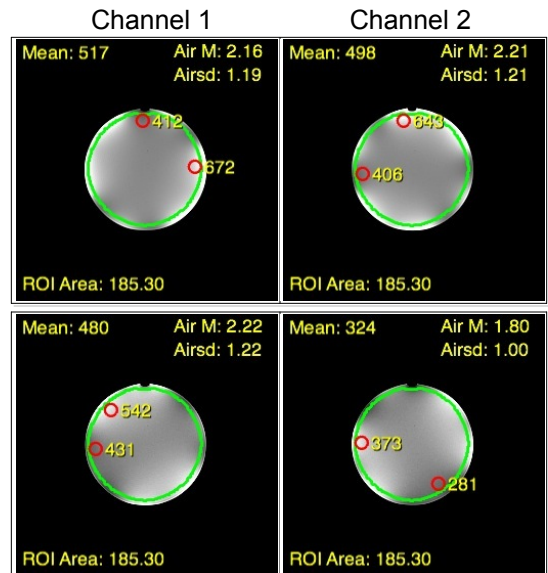 Channel 1
Channel 2
Mean: 517
Air M: 2.16
Airsd: 1.19
412
672
ROI Area: 185.30
Mean: 498
Air M: 2.21
Airsd: 1.21
643
406
ROI Area: 185.30
Mean: 480
Air M: 2.22
Airsd: 1.22
542
431
ROI Area: 185.30
Mean: 324
Air M: 1.80
Airsd: 1.00
373
281
ROI Area: 185.30